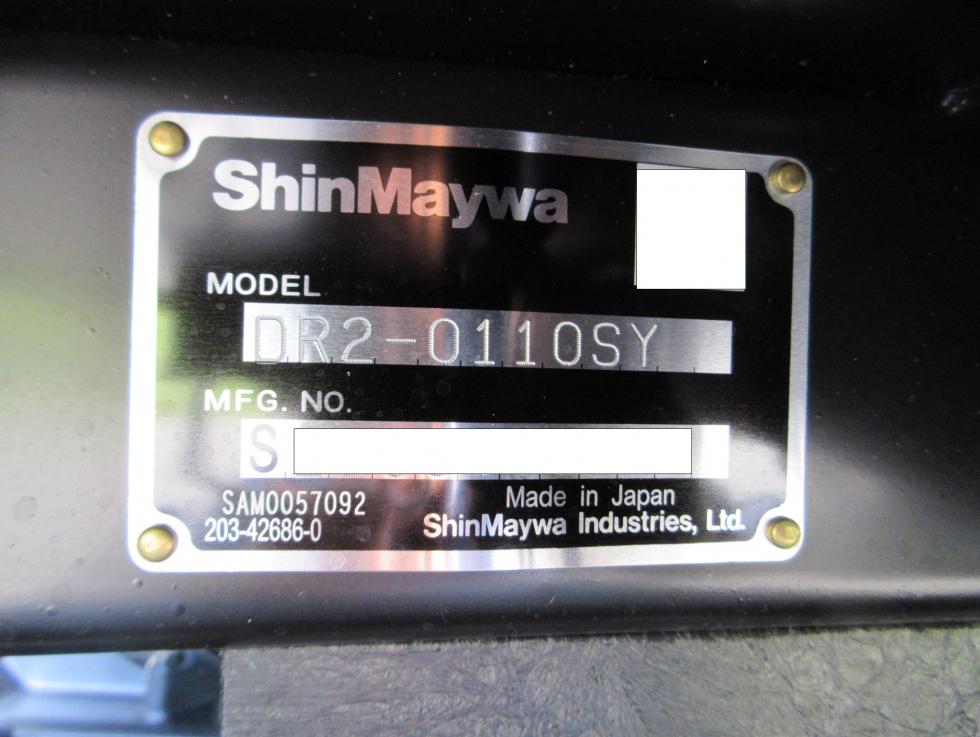 ShinMaywa
MODEL
DR2-0110SY
MFG. NO.
S
SAM0057092
Made in Japan
203-42686-0
ShinMaywa Industries, Ltd.